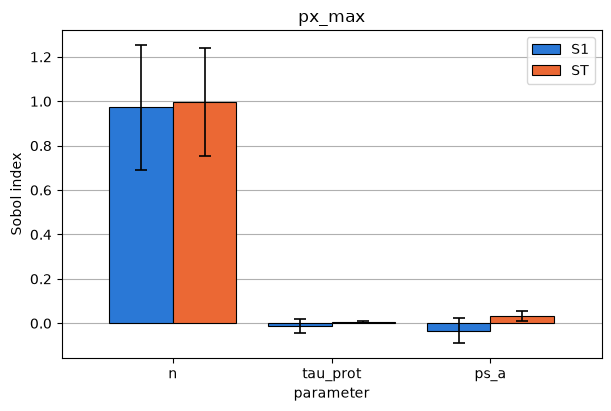 px_max
S1
ST
Sobol index
1.2
1.0
0.8
0.6
0.4
0.2
0.0
n
tau_prot
ps_a
parameter